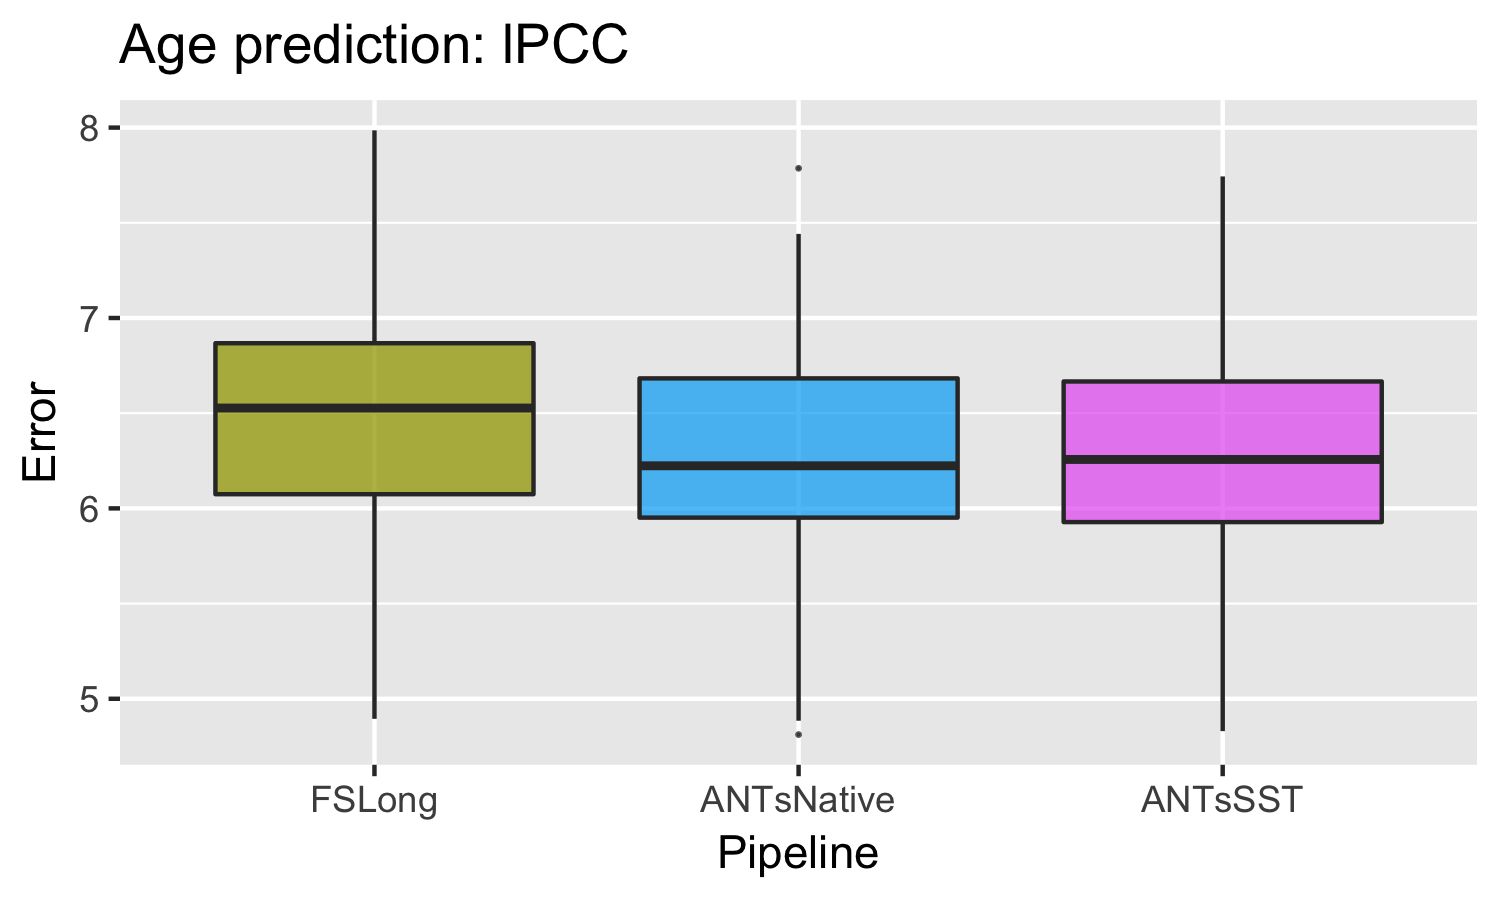 Age prediction: IPCC
8
7
6
5
Error
FSLong
ANTsNative
ANTsSST
Pipeline